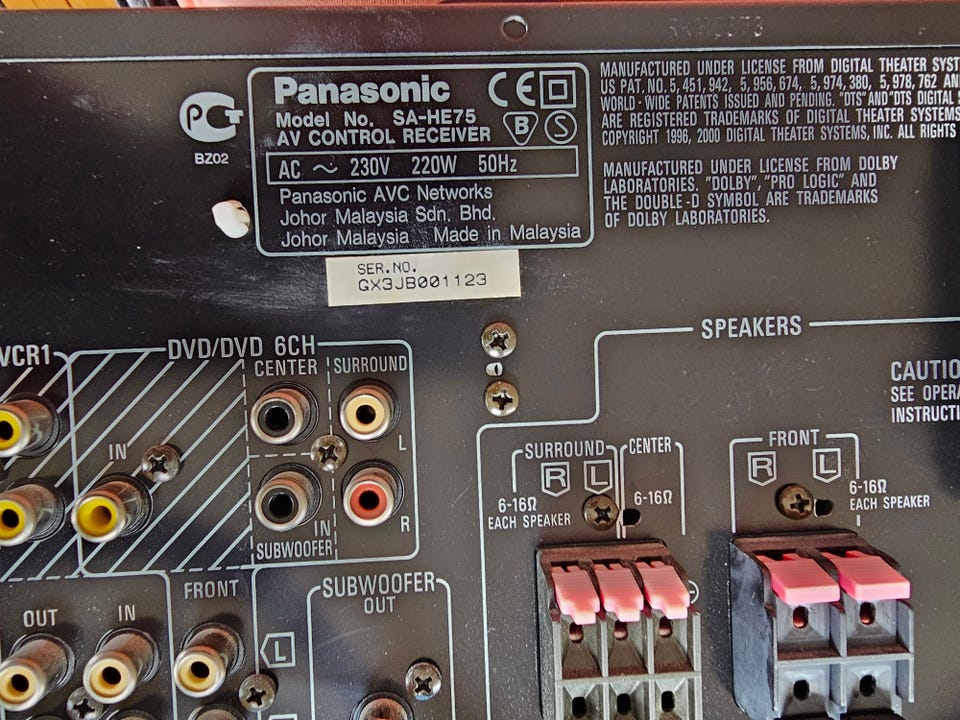 Panasonic
CE
Model No. SA-HE75
AV CONTROL RECEIVER
B S
PCT
BZ02
AC ~ 230V 220W 50Hz
Panasonic AVC Networks
Johor Malaysia Sdn. Bhd.
Johor Malaysia Made in Malaysia
SER.NO.
GX3JB001123
MANUFACTURED UNDER LICENSE FROM DIGITAL THEATER SYST
US PAT. NO. 5, 451, 942, 5, 956, 674, 5, 974, 380, 5, 978, 762 AND
WORLD-WIDE PATENTS ISSUED AND PENDING. "DTS" AND "DTS DIGITAL S
ARE REGISTERED TRADEMARKS OF DIGITAL THEATER SYSTEMS
COPYRIGHT 1996, 2000 DIGITAL THEATER SYSTEMS, INC. ALL RIGHTS
MANUFACTURED UNDER LICENSE FROM DOLBY
LABORATORIES. "DOLBY", "PRO LOGIC" AND
THE DOUBLE-D SYMBOL ARE TRADEMARKS
OF DOLBY LABORATORIES.
VCR1
DVD/DVD 6CH
CENTER
SURROUND
IN
L
R
IN
SUBWOOFER
OUT
IN
FRONT
L
SUBWOOFER
OUT
SPEAKERS
CAUTIO
SEE OPERA
INSTRUCTI
SURROUND
R L
6-16Ω
EACH SPEAKER
CENTER
6-16Ω
FRONT
R L
6-16Ω
EACH SPEAKER